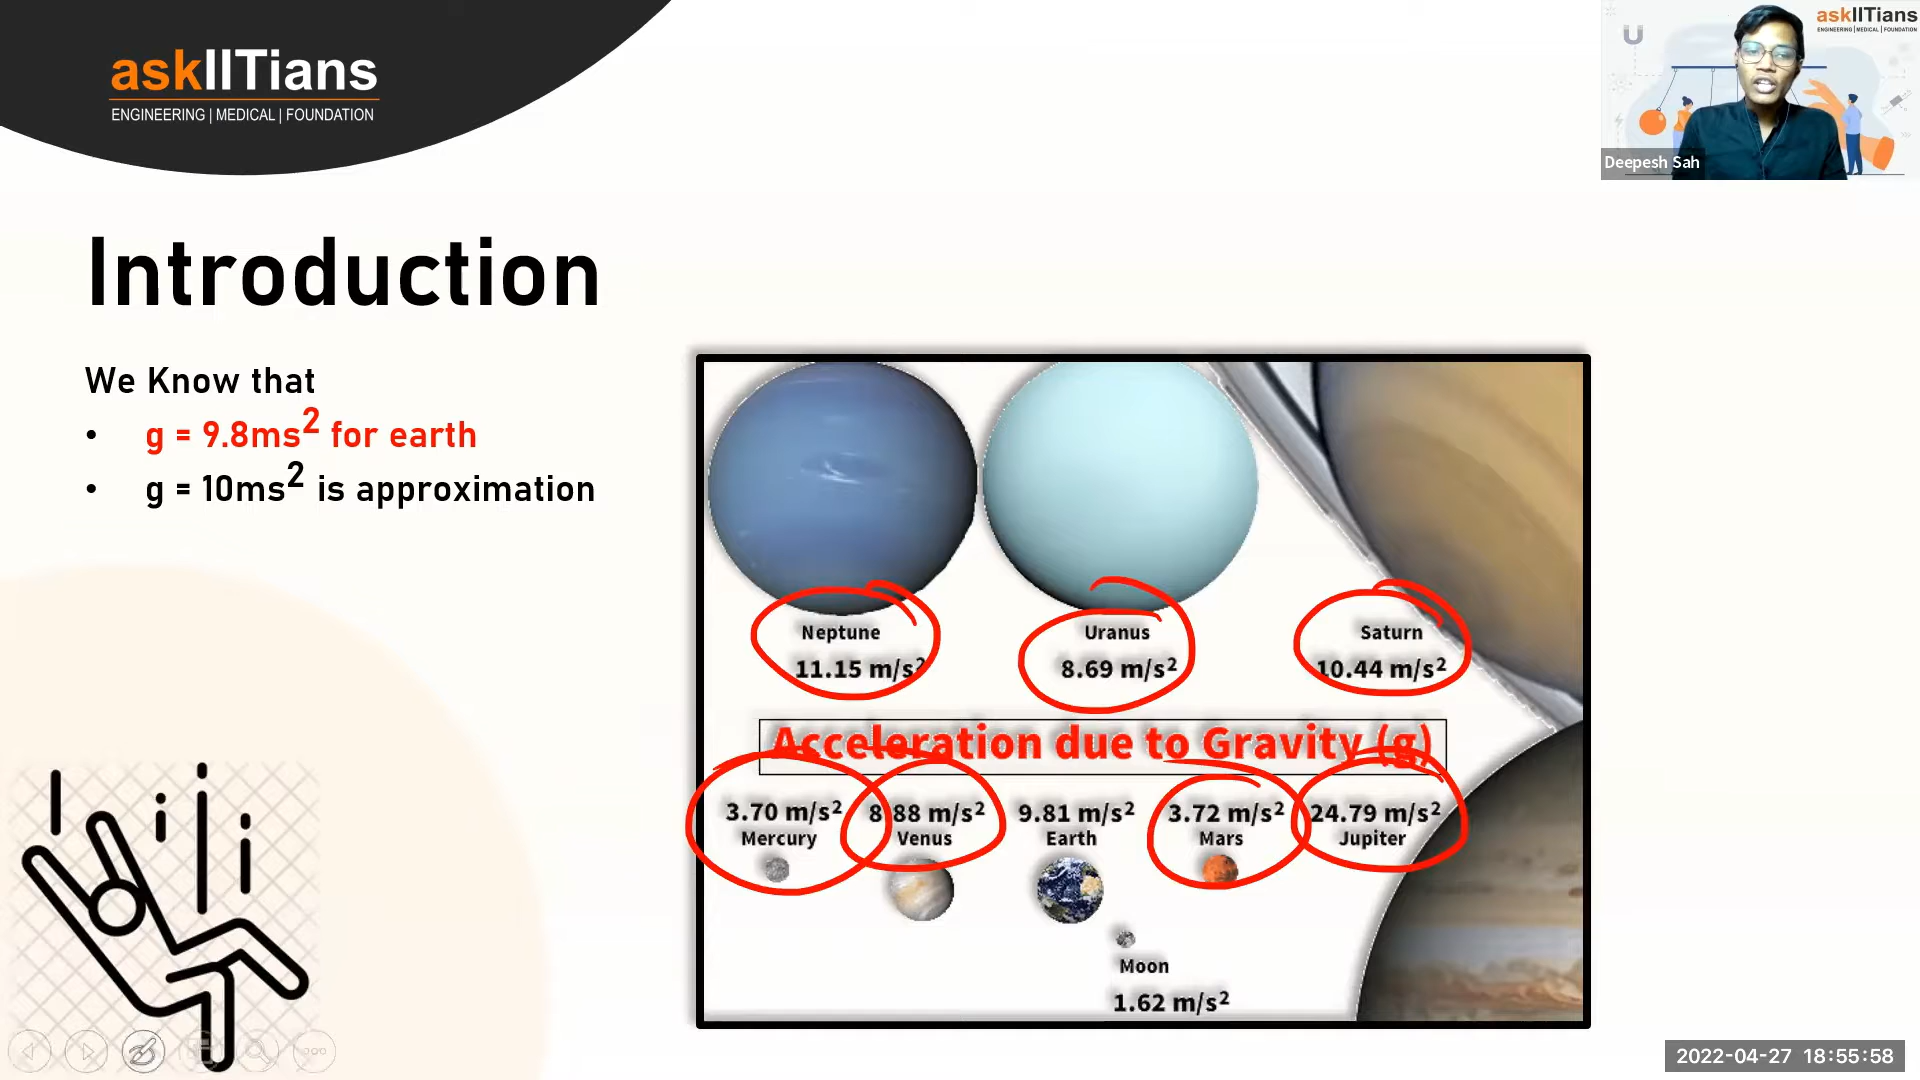 askIITians
ENGINEERING | MEDICAL | FOUNDATION
askIITians
ENGINEERING | MEDICAL | FOUNDATION
Deepesh Sah
Introduction
We Know that
• g = 9.8ms² for earth
• g = 10ms² is approximation
Neptune
11.15 m/s²
Uranus
8.69 m/s²
Saturn
10.44 m/s²
Acceleration due to Gravity (g)
3.70 m/s²
Mercury
8.88 m/s²
Venus
9.81 m/s²
Earth
3.72 m/s²
Mars
24.79 m/s²
Jupiter
Moon
1.62 m/s²
2022-04-27 18:55:58